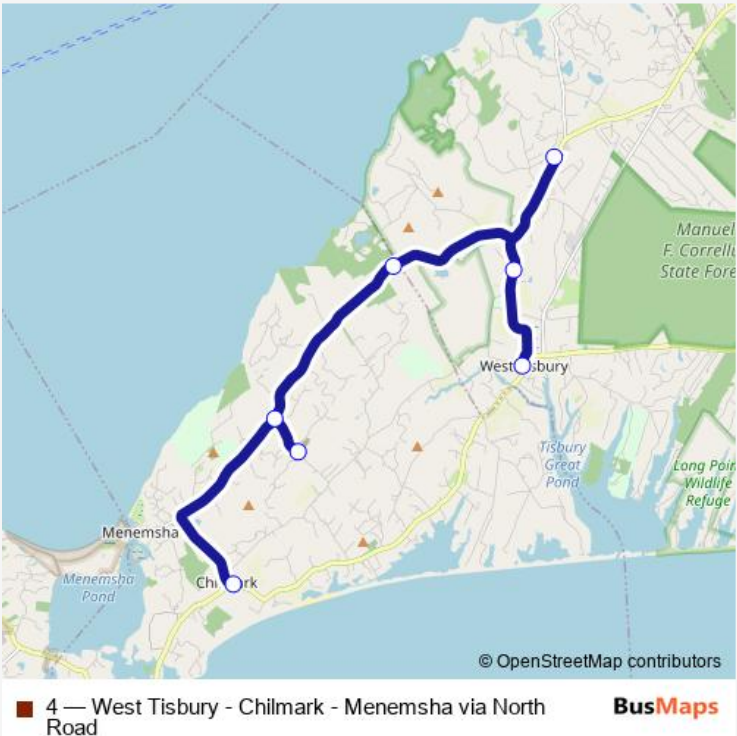 Manuel
F. Correllu
State Fore
West Tisbury
Tisbury
Great
Pond
Long Poin
Wildlife
Refuge
Menemsha
Menemsha
Pond
Chilmark
© OpenStreetMap contributors
4 — West Tisbury - Chilmark - Menemsha via North
Road
BusMaps